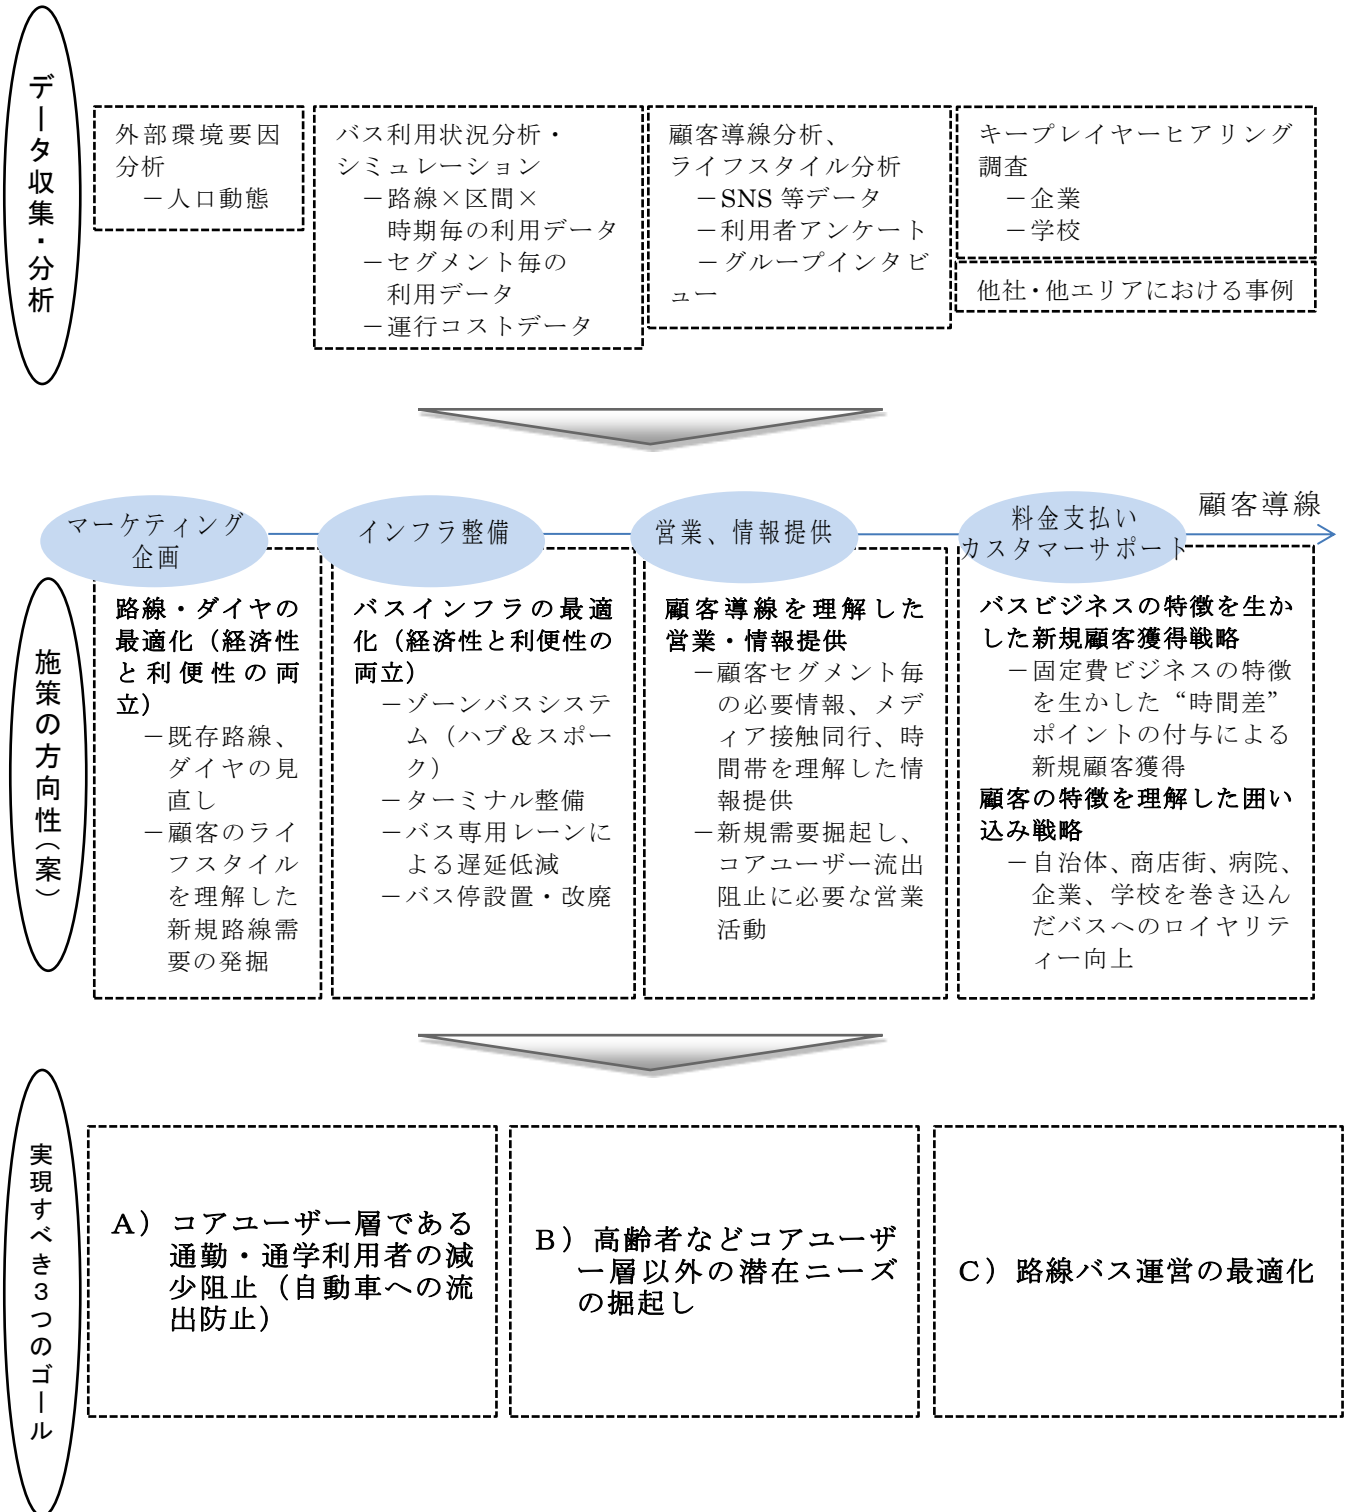 データ収集・分析
外部環境要因
分析
－人口動態
バス利用状況分析・
シミュレーション
－路線×区間×
時期毎の利用データ
－セグメント毎の
利用データ
－運行コストデータ
顧客導線分析、
ライフスタイル分析
－SNS 等データ
－利用者アンケート
－グループインタビ
ュー
キープレイヤーヒアリング
調査
－企業
－学校
他社・他エリアにおける事例
顧客導線
マーケティング
企画
インフラ整備
営業、情報提供
料金支払い
カスタマーサポート
施策の方向性（案）
路線・ダイヤの
最適化（経済性
と利便性の両
立）
－既存路線、
ダイヤの見
直し
－顧客のライ
フスタイル
を理解した
新規路線需
要の発掘
バスインフラの最適
化（経済性と利便性の
両立）
－ゾーンバスシステ
ム（ハブ＆スポー
ク）
－ターミナル整備
－バス専用レーンに
よる遅延低減
－バス停設置・改廃
顧客導線を理解した
営業・情報提供
－顧客セグメント毎
の必要情報、メデ
ィア接触同行、時
間帯を理解した情
報提供
－新規需要掘起し、
コアユーザー流出
阻止に必要な営業
活動
バスビジネスの特徴を生か
した新規顧客獲得戦略
－固定費ビジネスの特徴
を生かした“時間差”
ポイントの付与による
新規顧客獲得
顧客の特徴を理解した囲い
込み戦略
－自治体、商店街、病院、
企業、学校を巻き込ん
だバスへのロイヤリテ
ィー向上
実現すべき３つのゴール
Ａ）コアユーザー層である
通勤・通学利用者の減
少阻止（自動車への流
出防止）
Ｂ）高齢者などコアユーザ
ー層以外の潜在ニーズ
の掘起し
Ｃ）路線バス運営の最適化